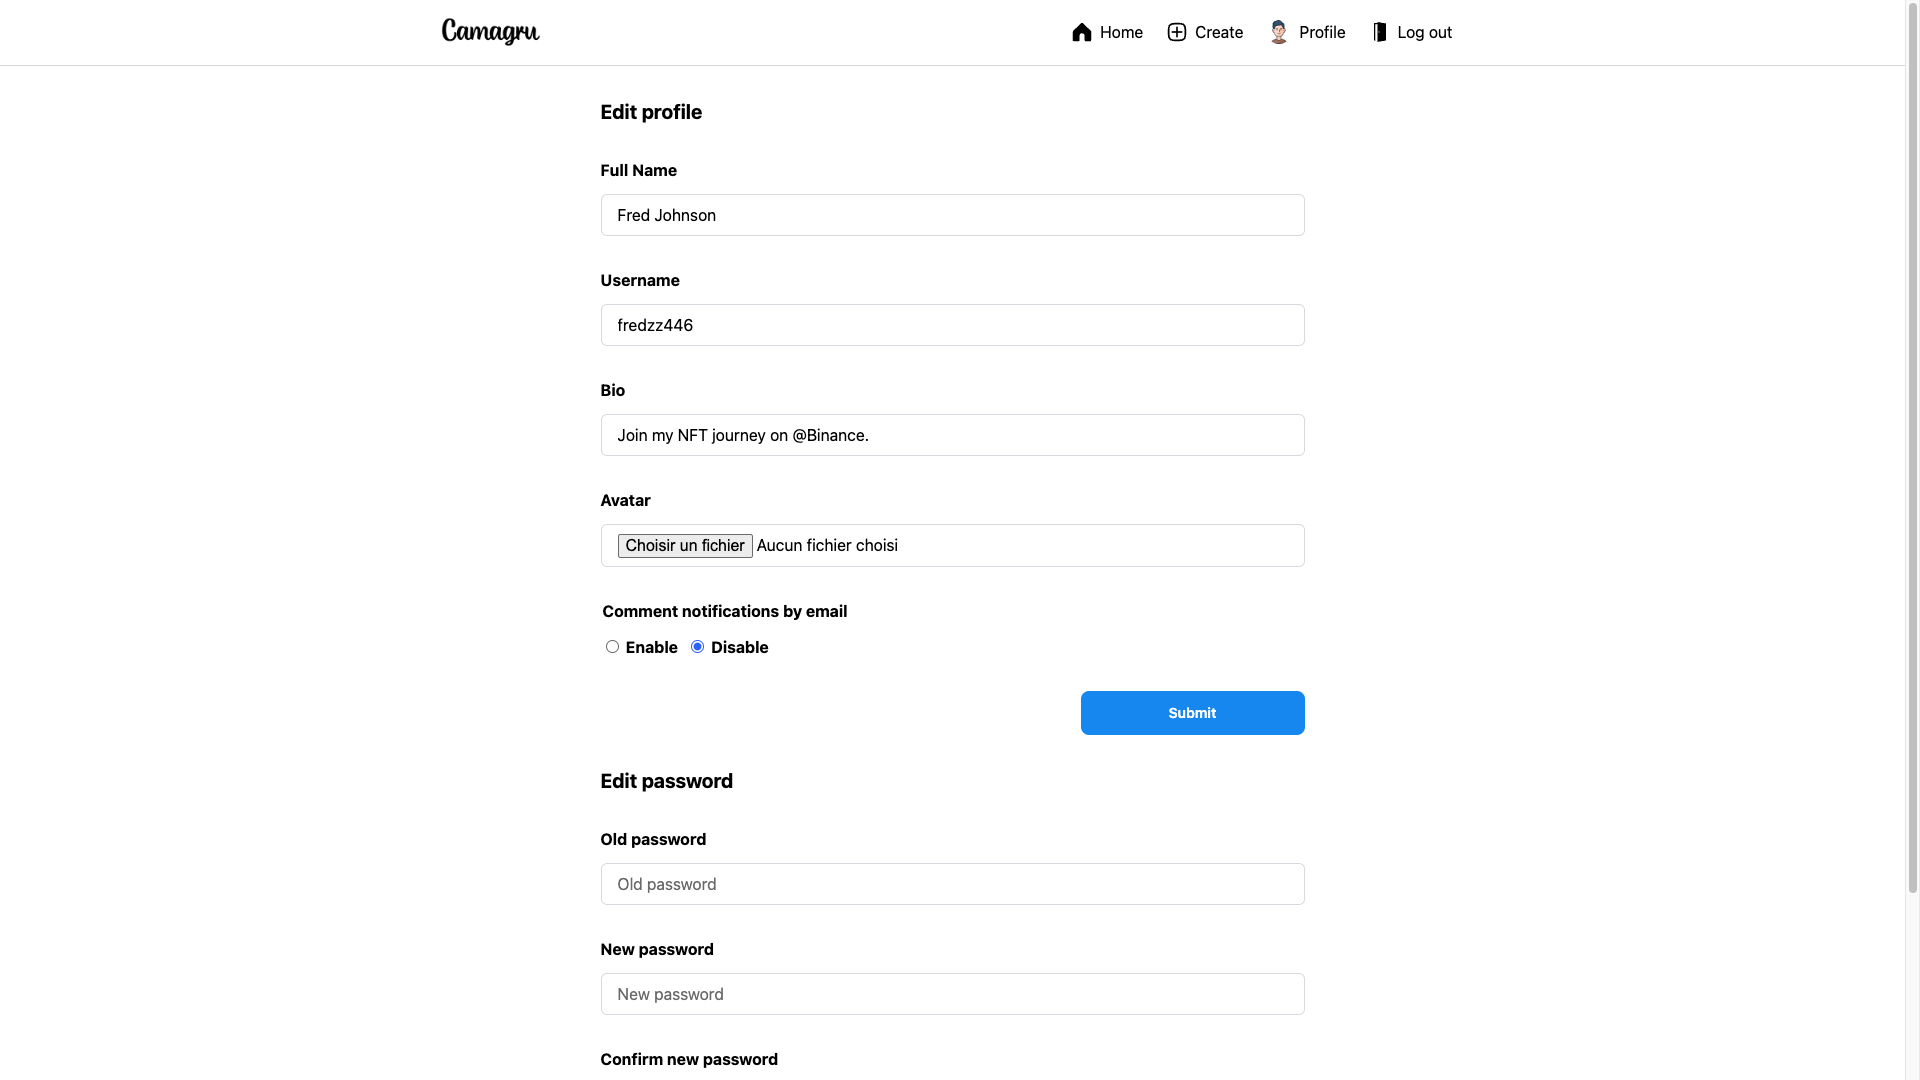 Camagru
Home
Create
Profile
Log out
Edit profile
Full Name
Fred Johnson
Username
fredzz446
Bio
Join my NFT journey on @Binance.
Avatar
Choisir un fichier Aucun fichier choisi
Comment notifications by email
Enable Disable
Submit
Edit password
Old password
Old password
New password
New password
Confirm new password